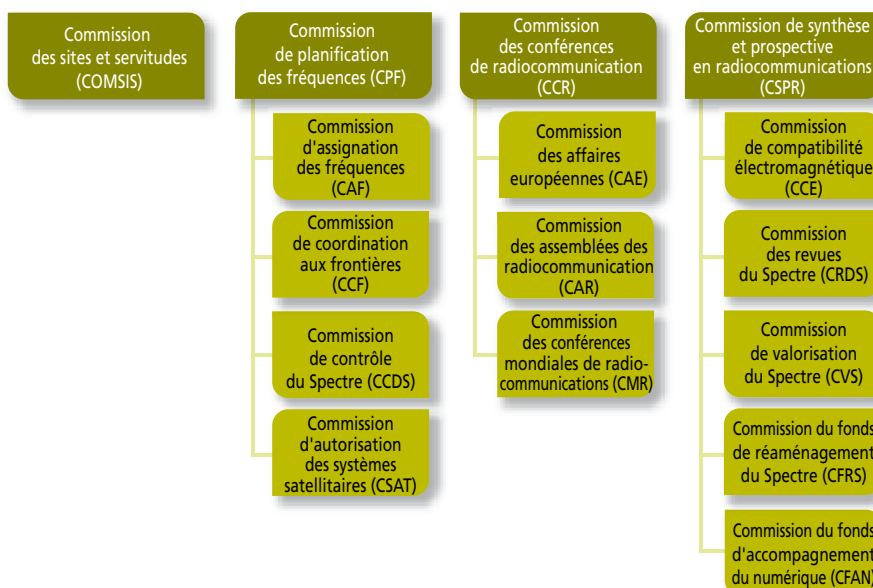 Commission
des sites et servitudes
(COMSIS)
Commission
de planification
des fréquences (CPF)
Commission
d'assignation
des fréquences
(CAF)
Commission
de coordination
aux frontières
(CCF)
Commission
de contrôle
du Spectre (CCDS)
Commission
d'autorisation
des systèmes
satellitaires (CSAT)
Commission
des conférences
de radiocommunication
(CCR)
Commission
des affaires
européennes (CAE)
Commission
des assemblées des
radiocommunication
(CAR)
Commission
des conférences
mondiales de radio-
communications (CMR)
Commission de synthèse
et prospective
en radiocommunications
(CSPR)
Commission
de compatibilité
électromagnétique
(CCE)
Commission
des revues
du Spectre (CRDS)
Commission
de valorisation
du Spectre (CVS)
Commission du fonds
de réaménagement
du Spectre (CFRS)
Commission du fonds
d'accompagnement
du numérique (CFAN)